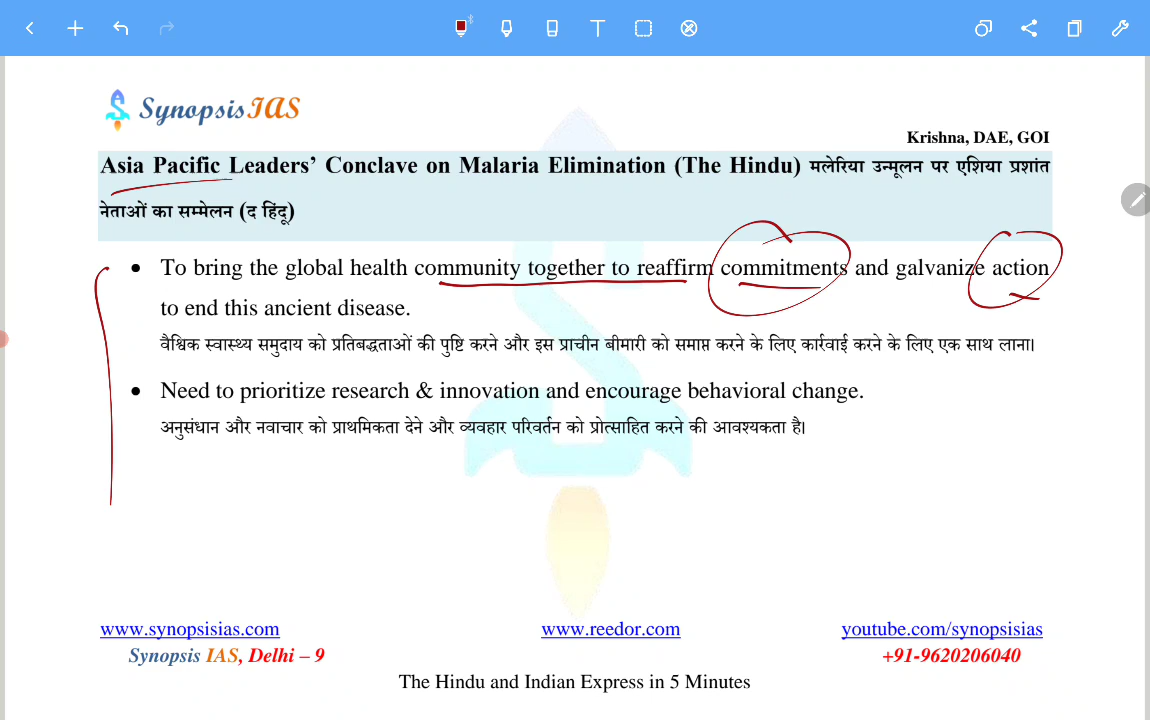 Synopsis IAS
Krishna, DAE, GOI
Asia Pacific Leaders’ Conclave on Malaria Elimination (The Hindu) मलेरिया उन्मूलन पर एशिया प्रशांत
नेताओं का सम्मेलन (द हिंदू)
• To bring the global health community together to reaffirm commitments and galvanize action
to end this ancient disease.
वैश्विक स्वास्थ्य समुदाय को प्रतिबद्धताओं की पुष्टि करने और इस प्राचीन बीमारी को समाप्त करने के लिए कार्रवाई करने के लिए एक साथ लाना।
• Need to prioritize research & innovation and encourage behavioral change.
अनुसंधान और नवाचार को प्राथमिकता देने और व्यवहार परिवर्तन को प्रोत्साहित करने की आवश्यकता है।
www.synopsisias.com www.reedor.com youtube.com/synopsisias
Synopsis IAS, Delhi – 9 +91-9620206040
The Hindu and Indian Express in 5 Minutes